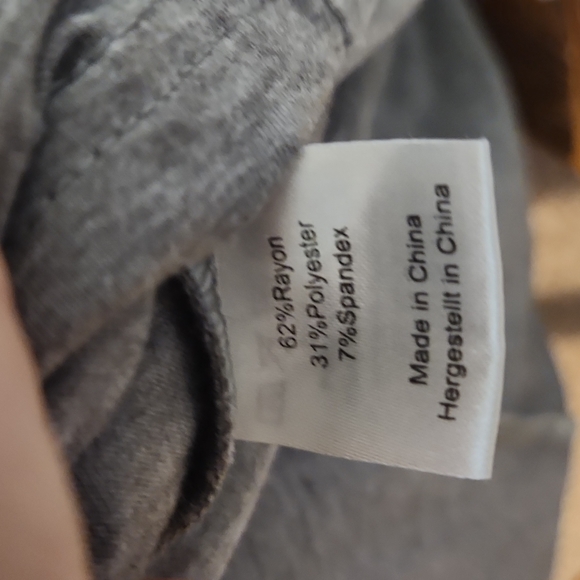 62%Rayon
31%Polyester
7%Spandex
Made in China
Hergestellt in China